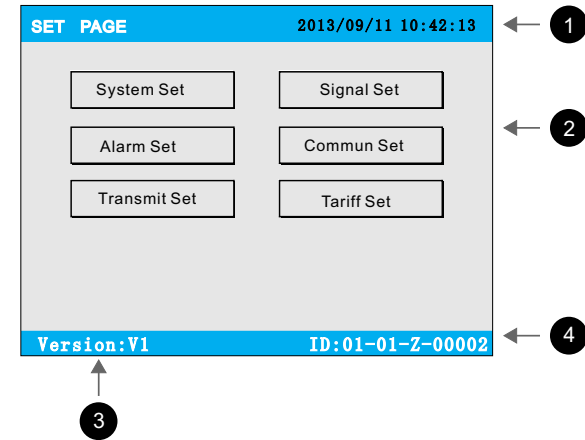 SET PAGE 2013/09/11 10:42:13 1
System Set Signal Set 2
Alarm Set Commun Set
Transmit Set Tariff Set
Version:V1 ID:01-01-Z-00002 4
3